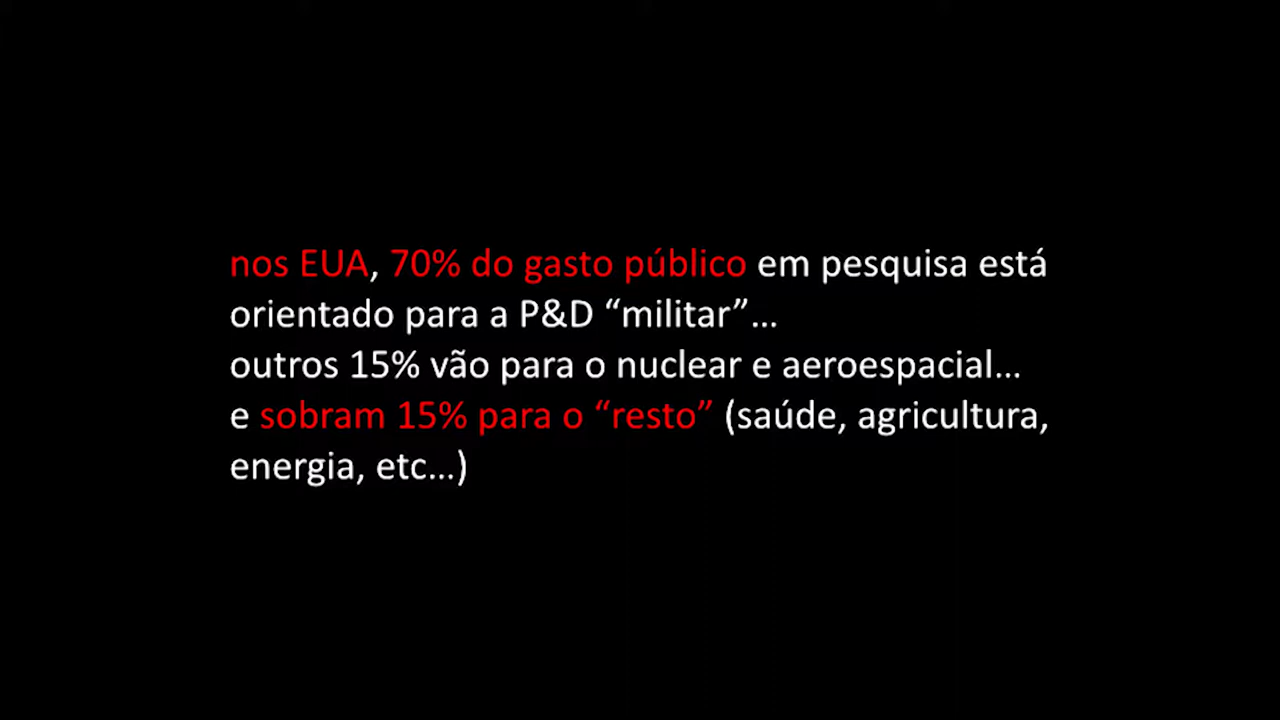 nos EUA, 70% do gasto público em pesquisa está
orientado para a P&D “militar”…
outros 15% vão para o nuclear e aeroespacial…
e sobram 15% para o “resto” (saúde, agricultura,
energia, etc…)